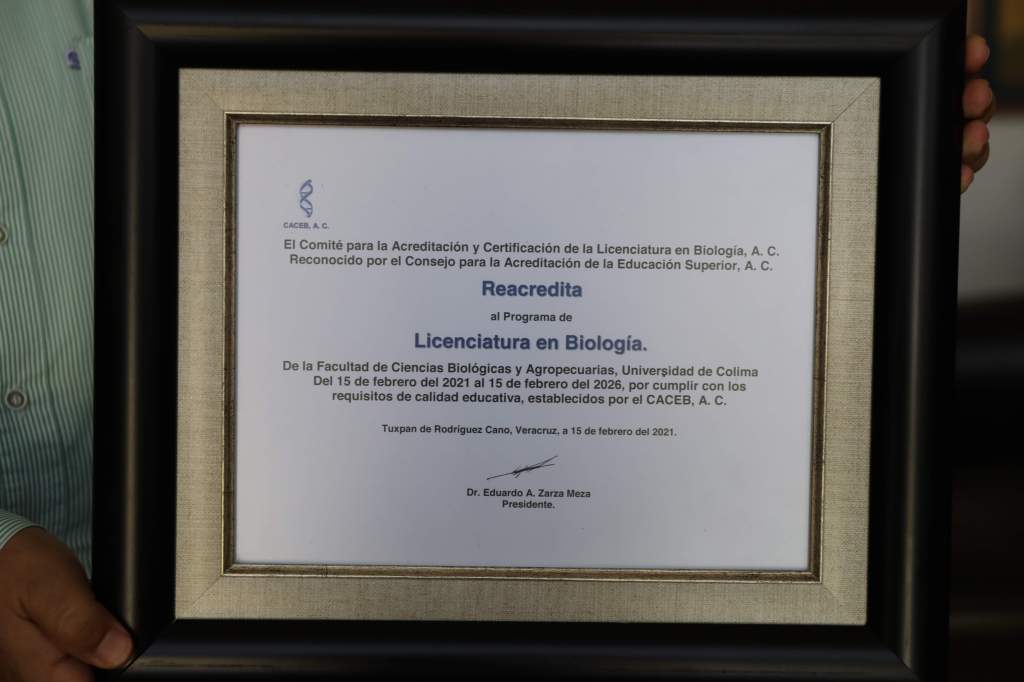 CACEB, A. C.
El Comité para la Acreditación y Certificación de la Licenciatura en Biología, A. C.
Reconocido por el Consejo para la Acreditación de la Educación Superior, A. C.
Reacredita
al Programa de
Licenciatura en Biología.
De la Facultad de Ciencias Biológicas y Agropecuarias, Universidad de Colima
Del 15 de febrero del 2021 al 15 de febrero del 2026, por cumplir con los
requisitos de calidad educativa, establecidos por el CACEB, A. C.
Tuxpan de Rodríguez Cano, Veracruz, a 15 de febrero del 2021.
Dr. Eduardo A. Zarza Meza
Presidente.